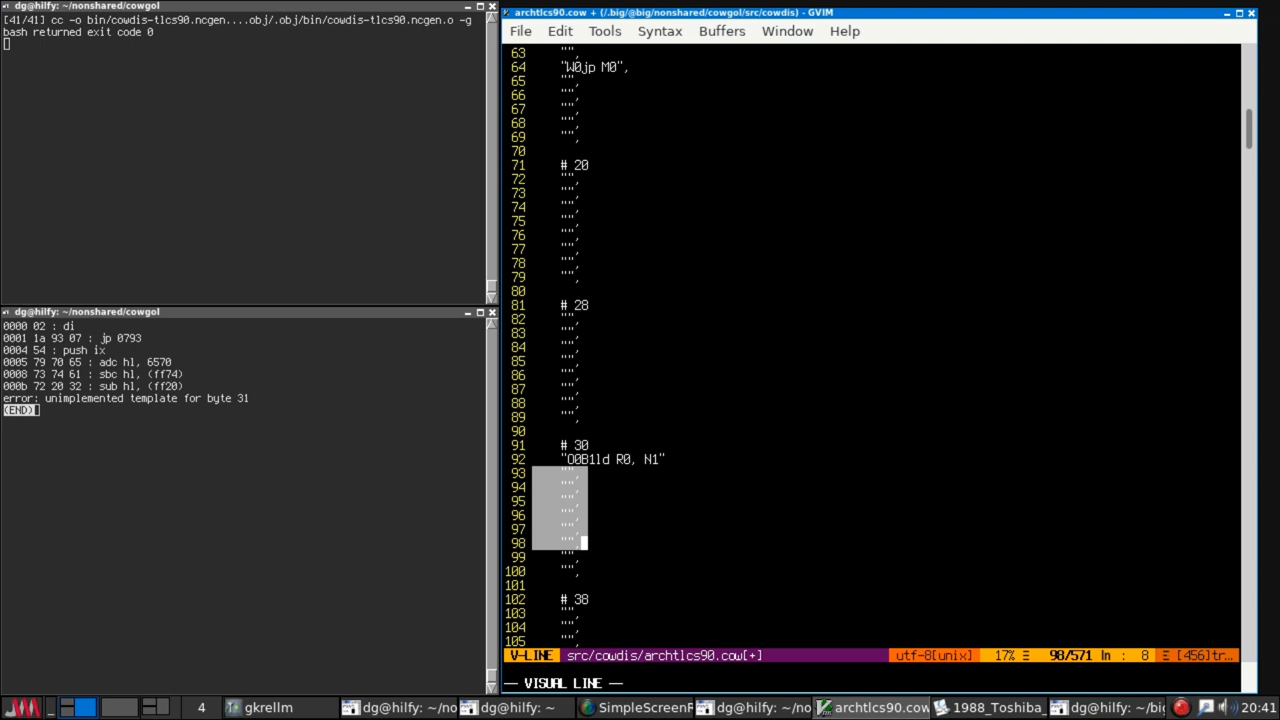 dg@hilfy: ~/nonshared/cowgol
[41/41] cc -o bin/cowdis-tlcs90.ncgen...obj/.obj/bin/cowdis-tlcs90.ncgen.o -g
bash returned exit code 0
dg@hilfy: ~/nonshared/cowgol
0000 02 : di
0001 1a 93 07 : jp 0793
0004 54 : push ix
0005 79 70 65 : adc hl, 6570
0008 73 74 61 : sbc hl, (ff74)
000b 72 20 32 : sub hl, (ff20)
error: unimplemented template for byte 31
(END)
archtlcs90.cow + (/.big/@big/nonshared/cowgol/src/cowdis) - GVIM
File Edit Tools Syntax Buffers Window Help
63 "",
64 "W0jp M0",
65 "",
66 "",
67 "",
68 "",
69 "",
70
71 # 20
72 "",
73 "",
74 "",
75 "",
76 "",
77 "",
78 "",
79 "",
80
81 # 28
82 "",
83 "",
84 "",
85 "",
86 "",
87 "",
88 "",
89 "",
90
91 # 30
92 "O0B1ld R0, N1"
93 "",
94 "",
95 "",
96 "",
97 "",
98 "",
99 "",
100 "",
101
102 # 38
103 "",
104 "",
105 "",
V-LINE src/cowdis/archtlcs90.cow[+] utf-8[unix] 17% ☰ 98/571 ln : 8 ☰ [456]tr…
-- VISUAL LINE --
4 gkrellm dg@hilfy: ~/no dg@hilfy: ~ SimpleScreenR dg@hilfy: ~/no archtlcs90.cow 1988_Toshiba_ dg@hilfy: ~/big 20:41